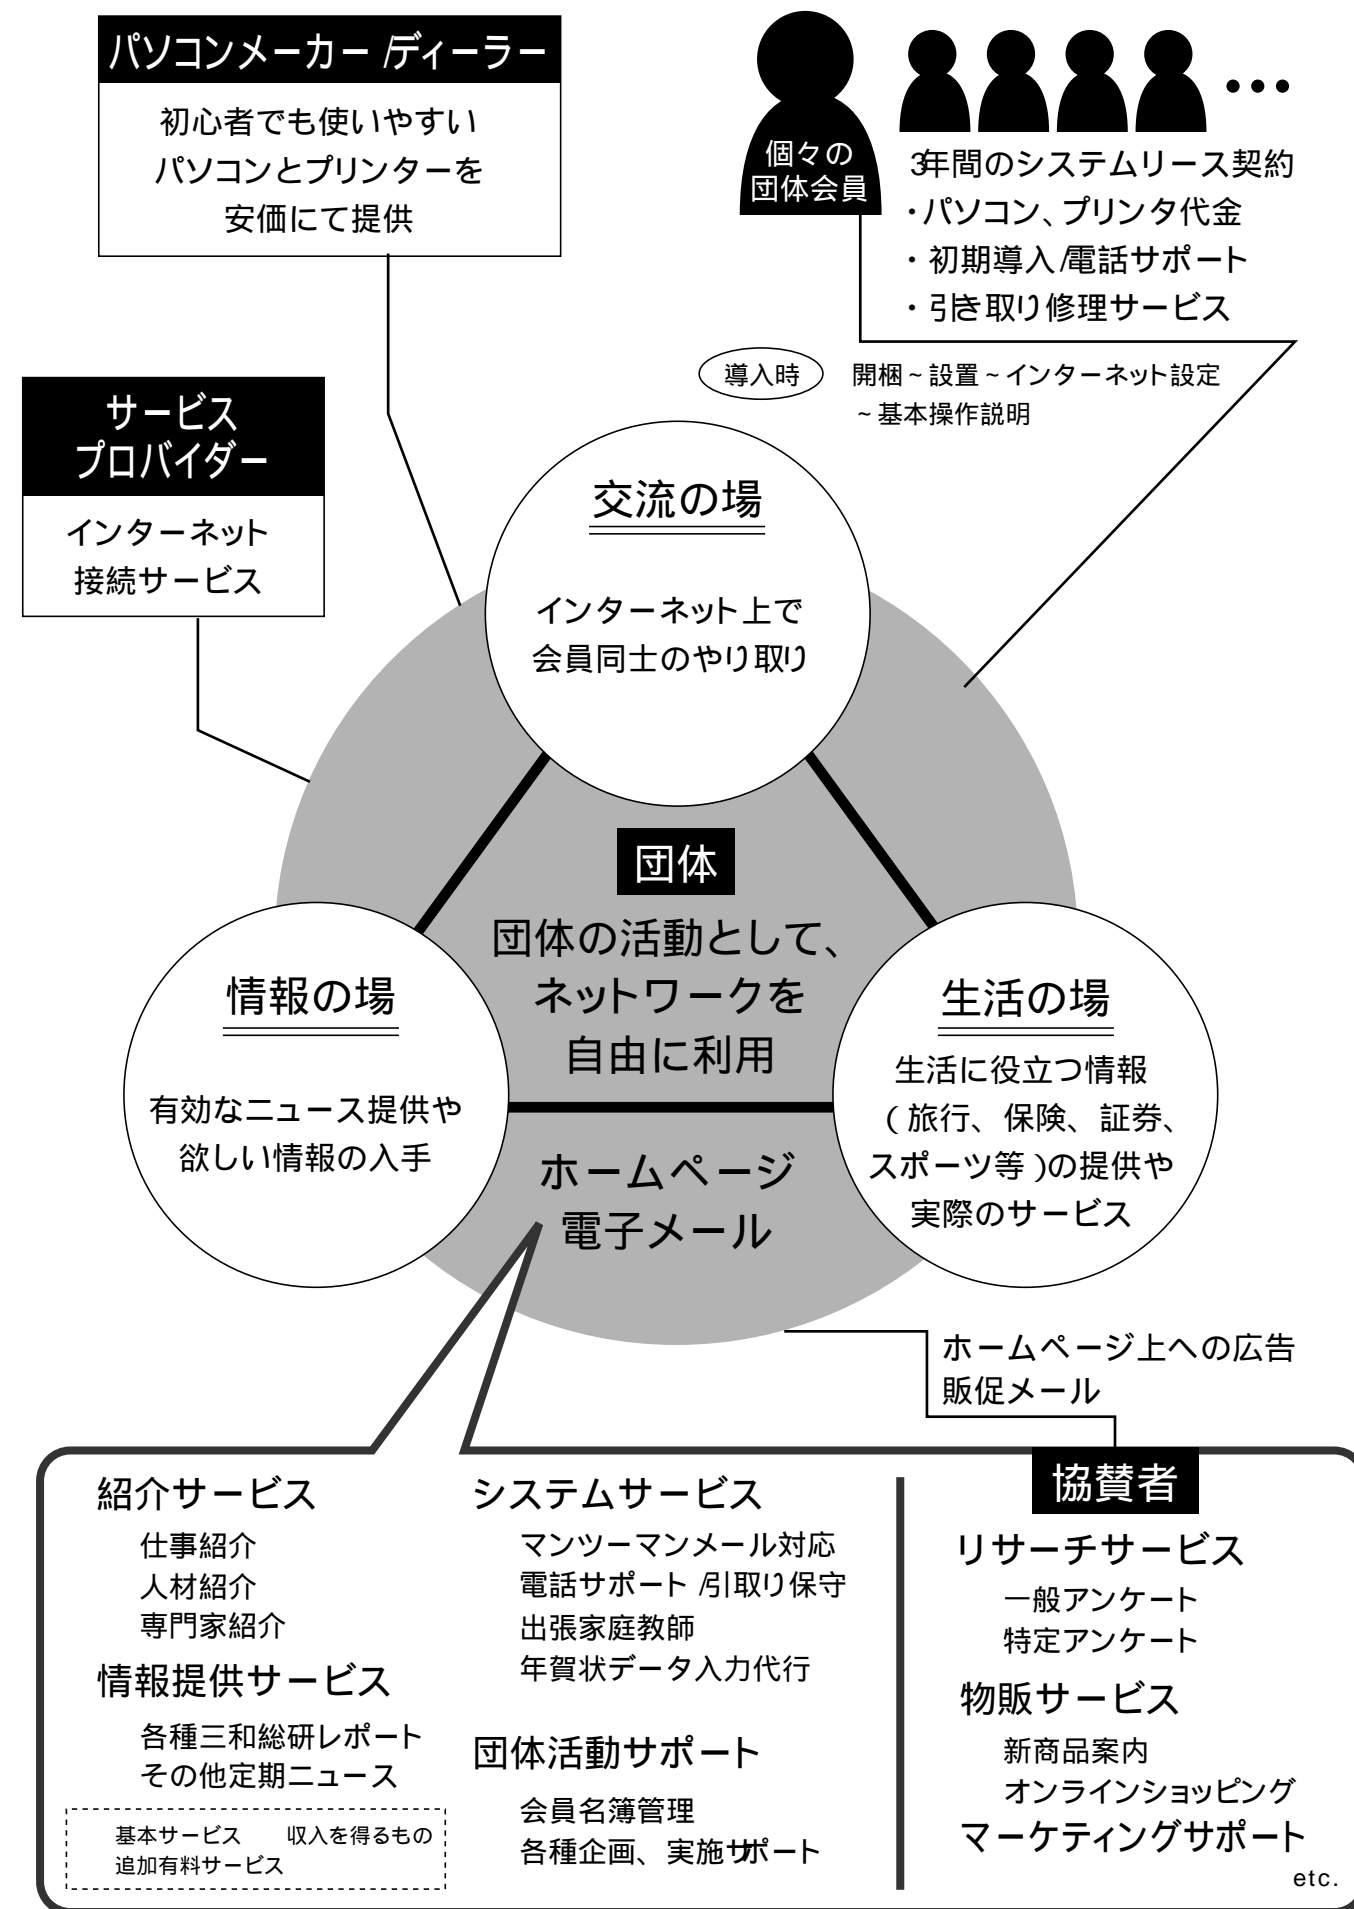 パソコンメーカー/ディーラー
初心者でも使いやすい
パソコンとプリンターを
安価にて提供
個々の
団体会員
3年間のシステムリース契約
・パソコン、プリンタ代金
・初期導入/電話サポート
・引き取り修理サービス
導入時
開梱~設置~インターネット設定
~基本操作説明
サービス
プロバイダー
インターネット
接続サービス
交流の場
インターネット上で
会員同士のやり取り
団体
団体の活動として、
ネットワークを
自由に利用
情報の場
有効なニュース提供や
欲しい情報の入手
生活の場
生活に役立つ情報
(旅行、保険、証券、
スポーツ等)の提供や
実際のサービス
ホームページ
電子メール
ホームページ上への広告
販促メール
紹介サービス
仕事紹介
人材紹介
専門家紹介
情報提供サービス
各種三和総研レポート
その他定期ニュース
基本サービス 収入を得るもの
追加有料サービス
システムサービス
マンツーマンメール対応
電話サポート/引取り保守
出張家庭教師
年賀状データ入力代行
団体活動サポート
会員名簿管理
各種企画、実施サポート
協賛者
リサーチサービス
一般アンケート
特定アンケート
物販サービス
新商品案内
オンラインショッピング
マーケティングサポート
etc.